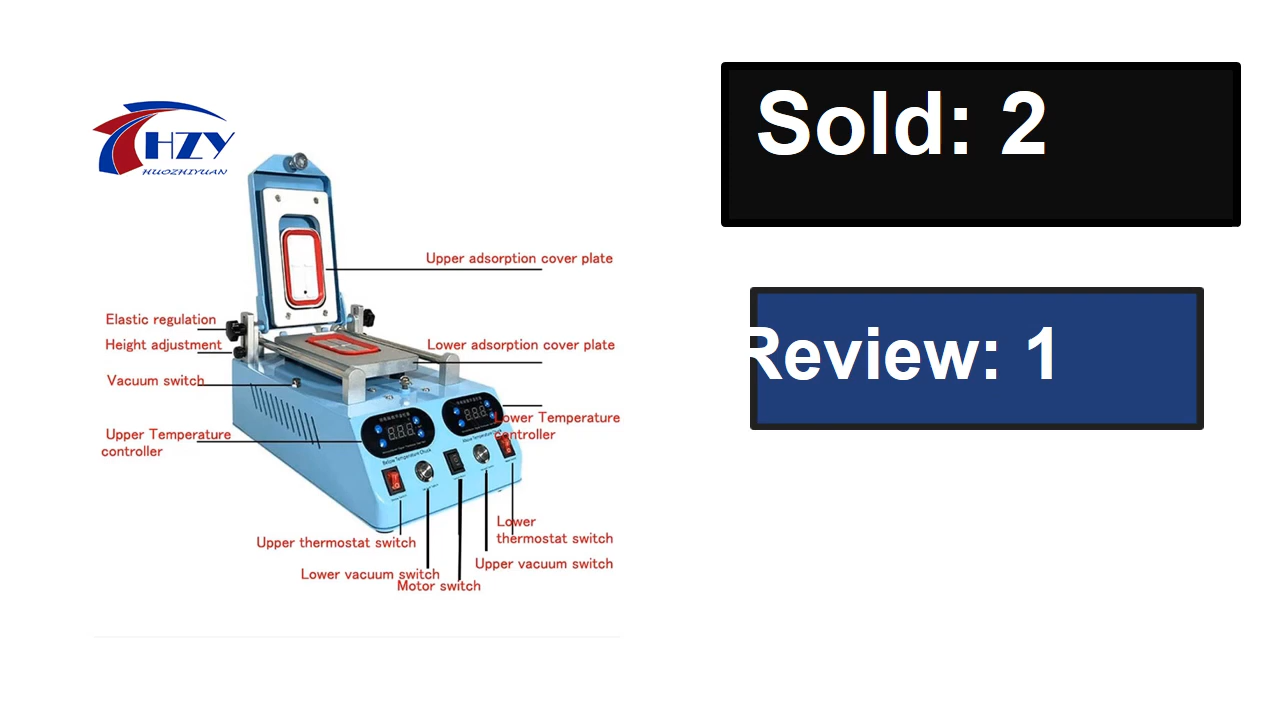 HZY
HUOZHIYUAN
Sold: 2
Upper adsorption cover plate
Elastic regulation
Height adjustment
Lower adsorption cover plate
Review: 1
Vacuum switch
Lower Temperature
controller
Upper Temperature
controller
Lower
thermostat switch
Upper thermostat switch
Upper vacuum switch
Lower vacuum switch
Motor switch